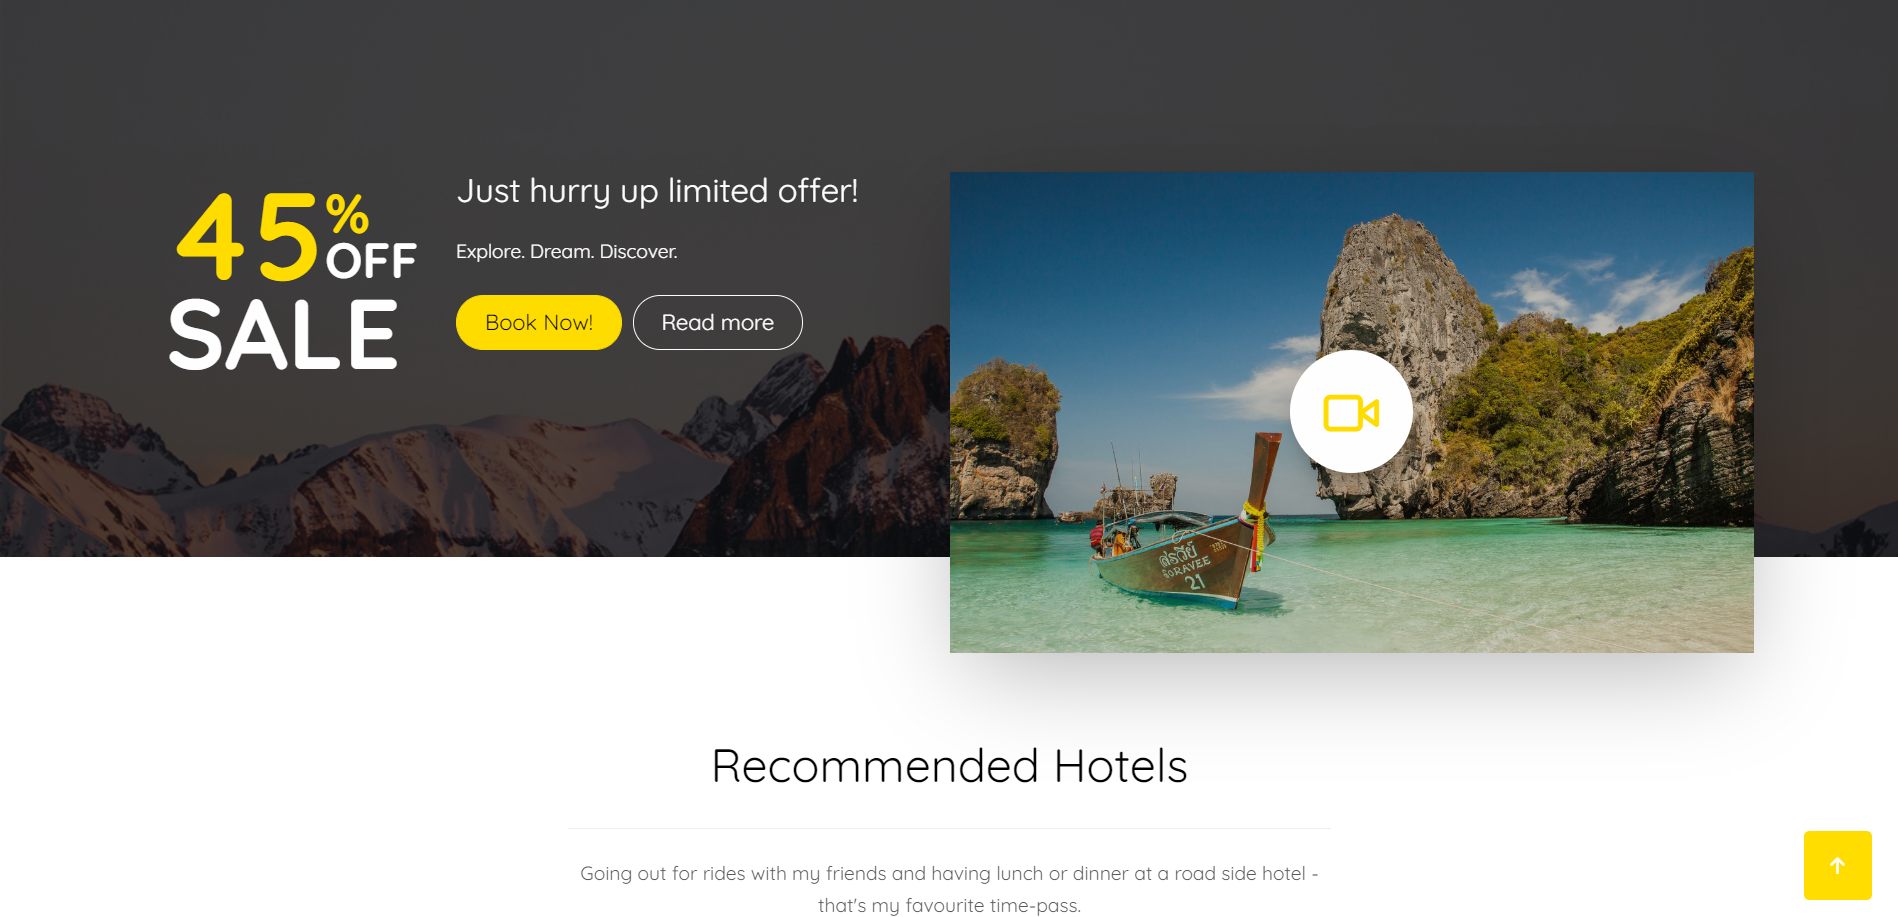 45%
OFF
SALE
Just hurry up limited offer!
Explore. Dream. Discover.
Book Now!
Read more
สรวีย์
SORAVEE
21
Recommended Hotels
Going out for rides with my friends and having lunch or dinner at a road side hotel -
that's my favourite time-pass.